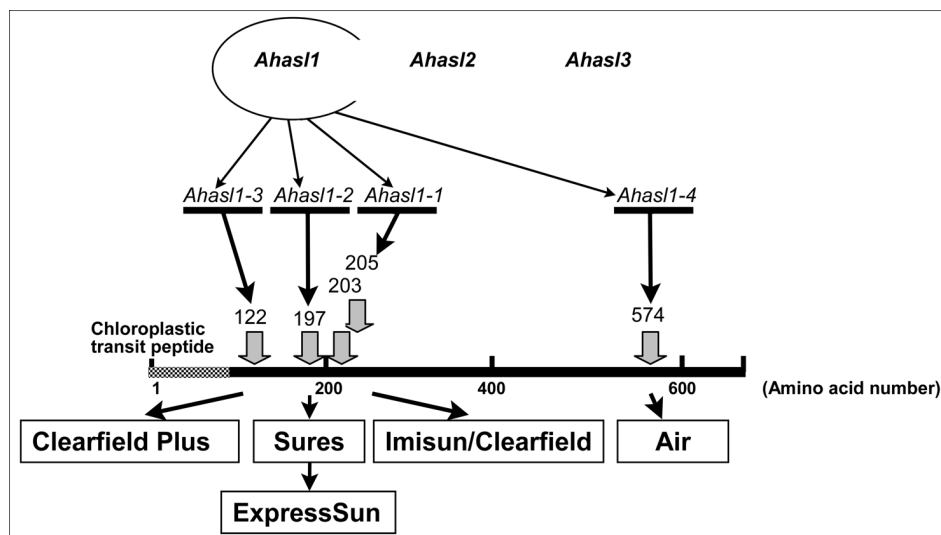 Ahasl1 Ahasl2 Ahasl3
Ahasl1-3 Ahasl1-2 Ahasl1-1 Ahasl1-4
205
203
122 197 574
Chloroplastic
transit peptide
1 200 400 600 (Amino acid number)
Clearfield Plus Sures Imisun/Clearfield Air
ExpressSun